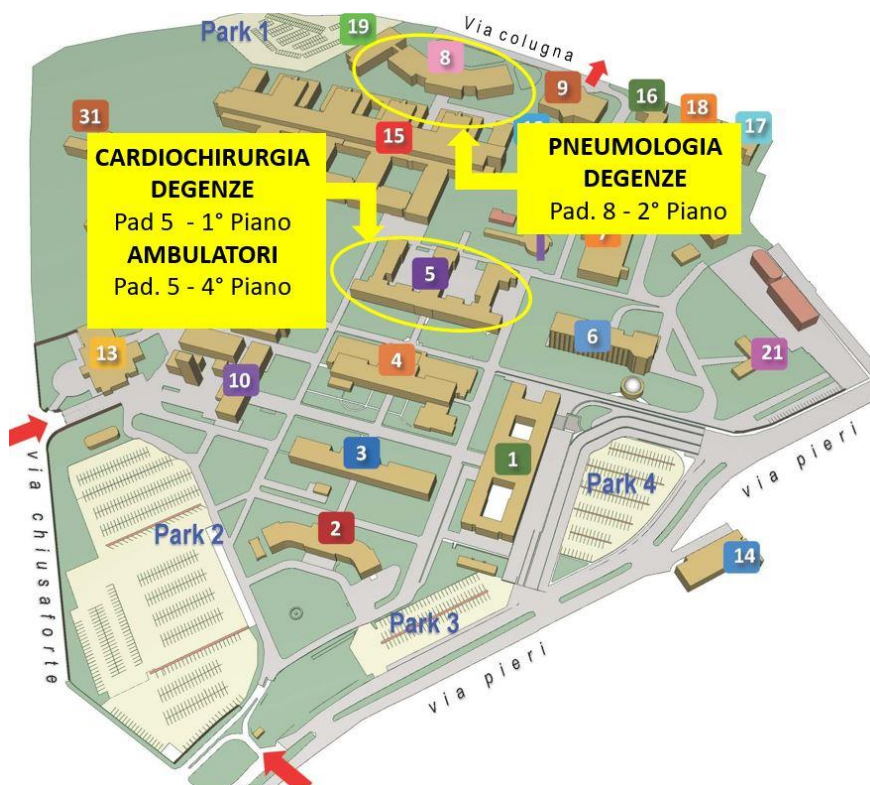 Park 1
19
Via colugna
8
9
16
18
17
31
15
CARDIOCHIRURGIA
DEGENZE
Pad 5 - 1° Piano
AMBULATORI
Pad. 5 - 4° Piano
PNEUMOLOGIA
DEGENZE
Pad. 8 - 2° Piano
5
6
21
13
10
4
3
1
2
Park 4
via pieri
via chiusaforte
Park 2
14
Park 3
via pieri